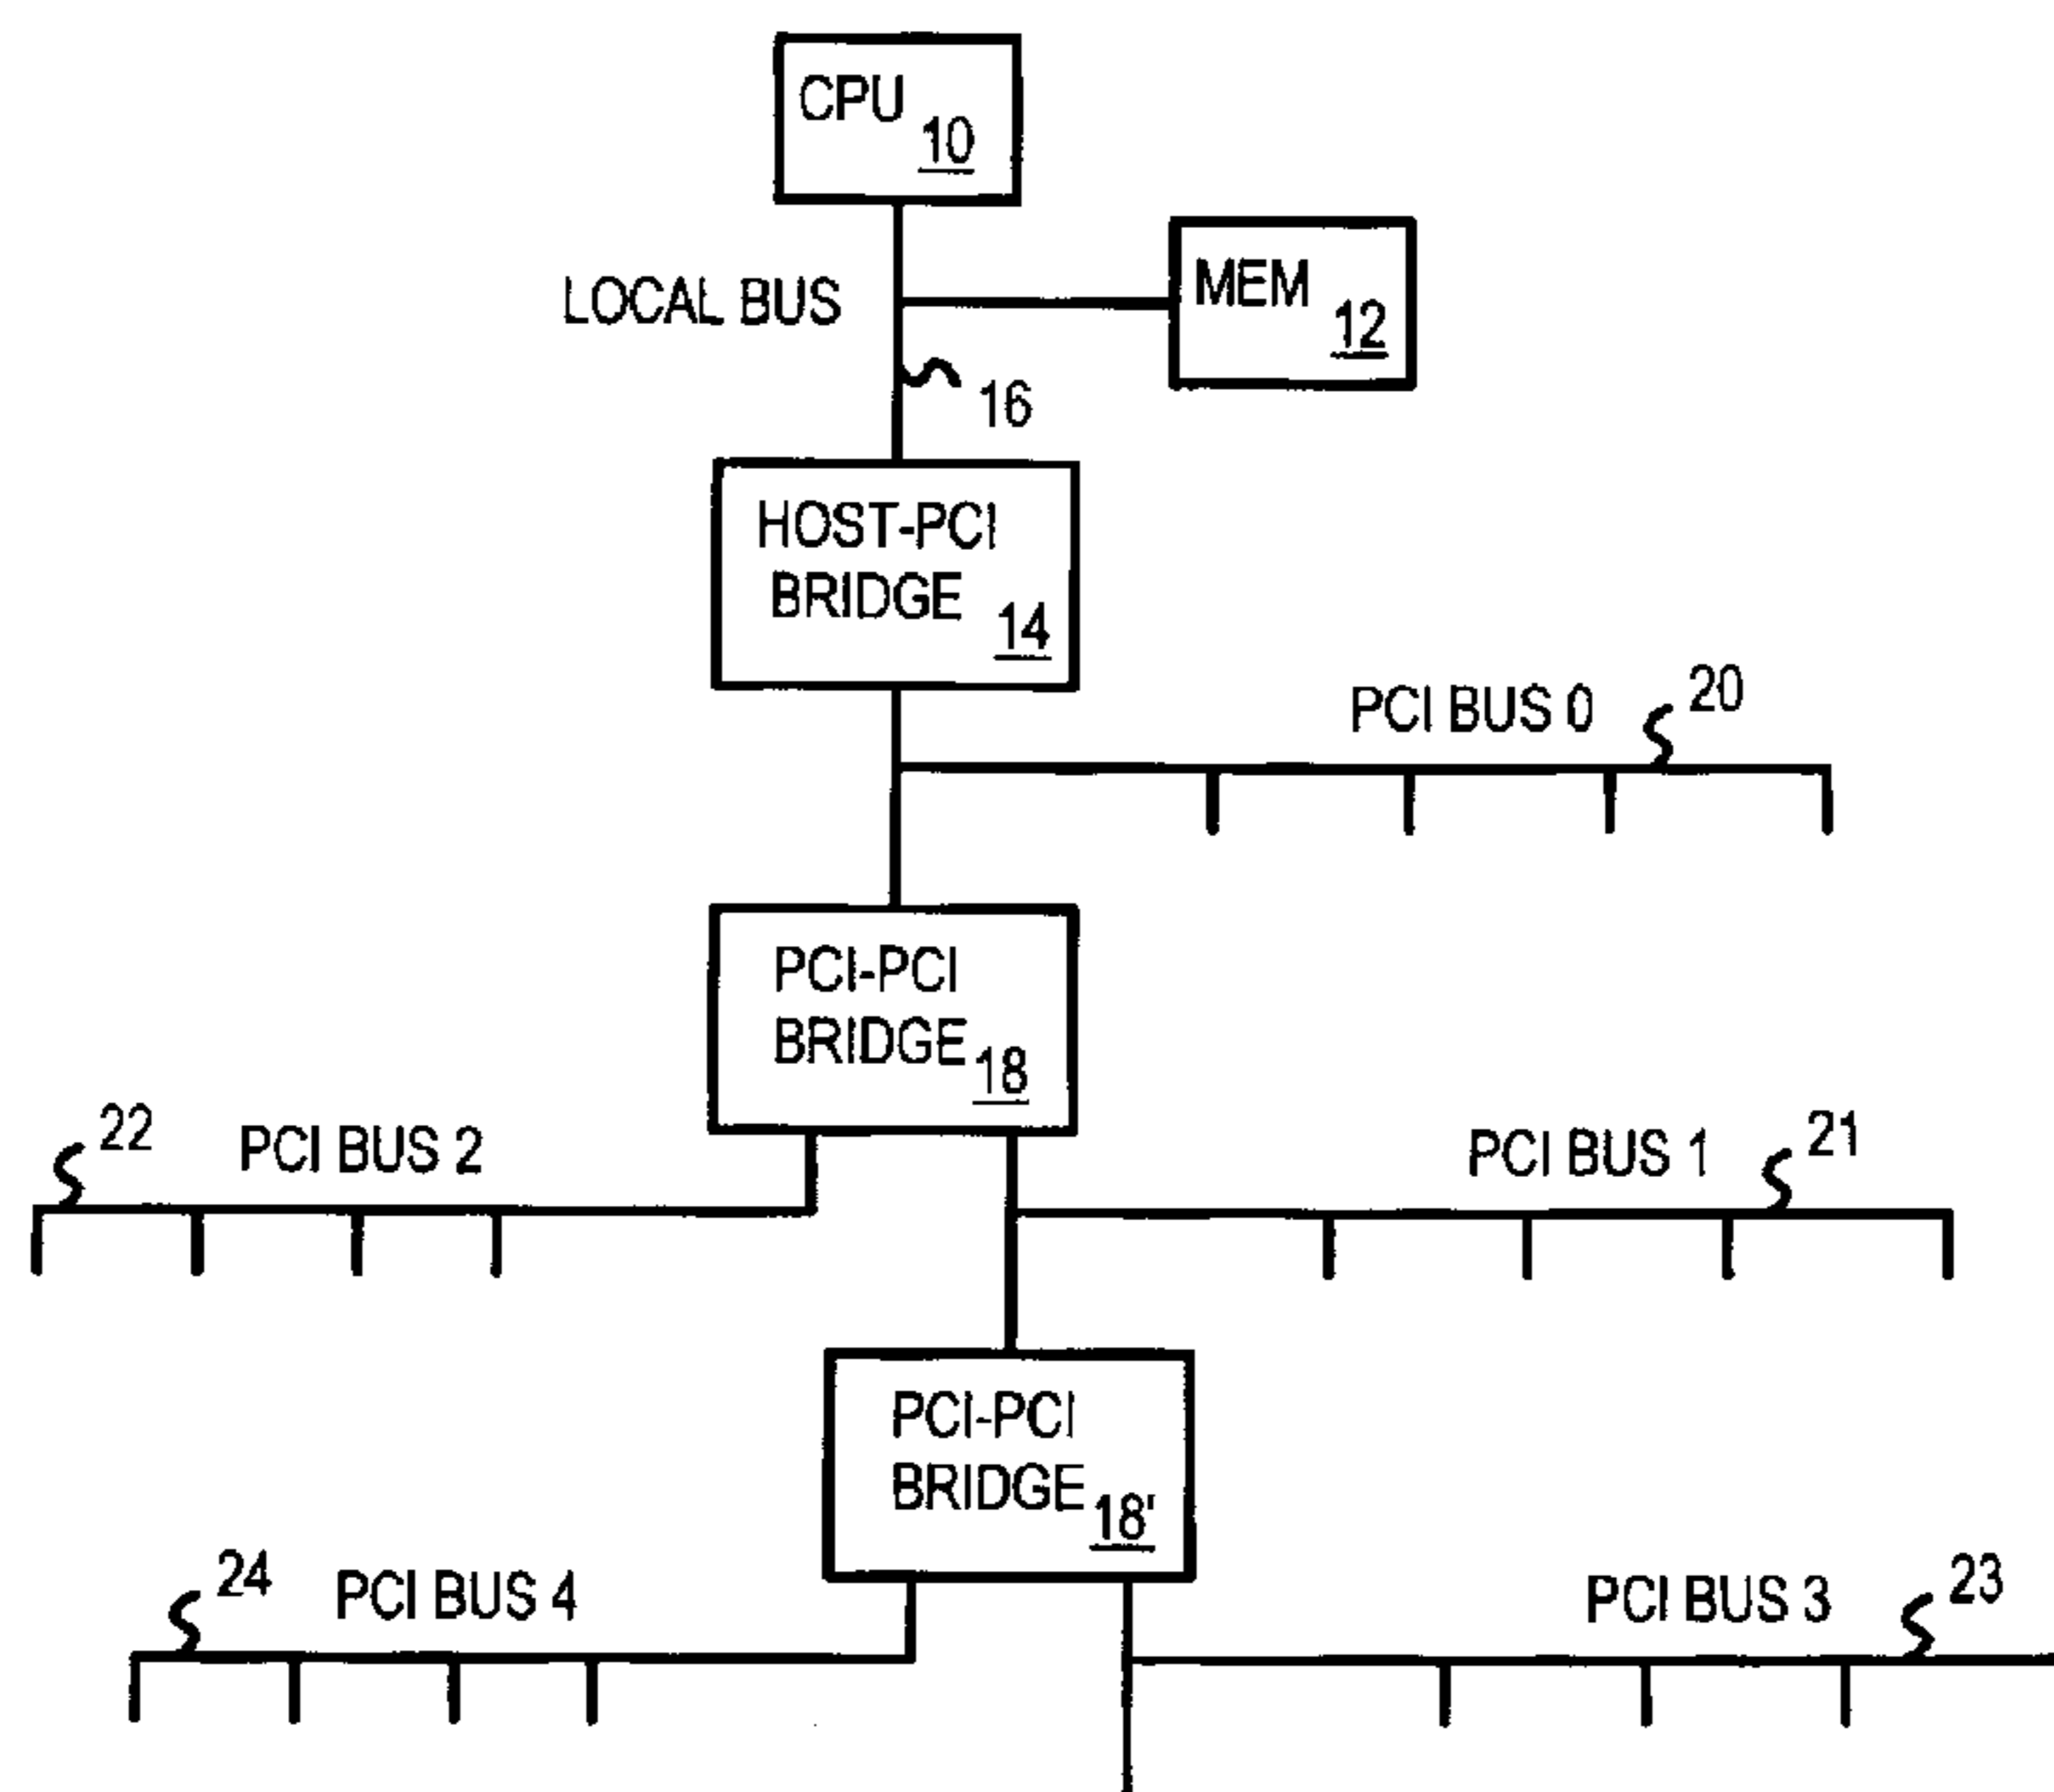 CPU
10
MEM
12
LOCAL BUS
16
HOST-PCI
BRIDGE
14
PCI BUS 0
20
PCI-PCI
BRIDGE
18
22
PCI BUS 2
PCI BUS 1
21
PCI-PCI
BRIDGE
18'
24
PCI BUS 4
PCI BUS 3
23